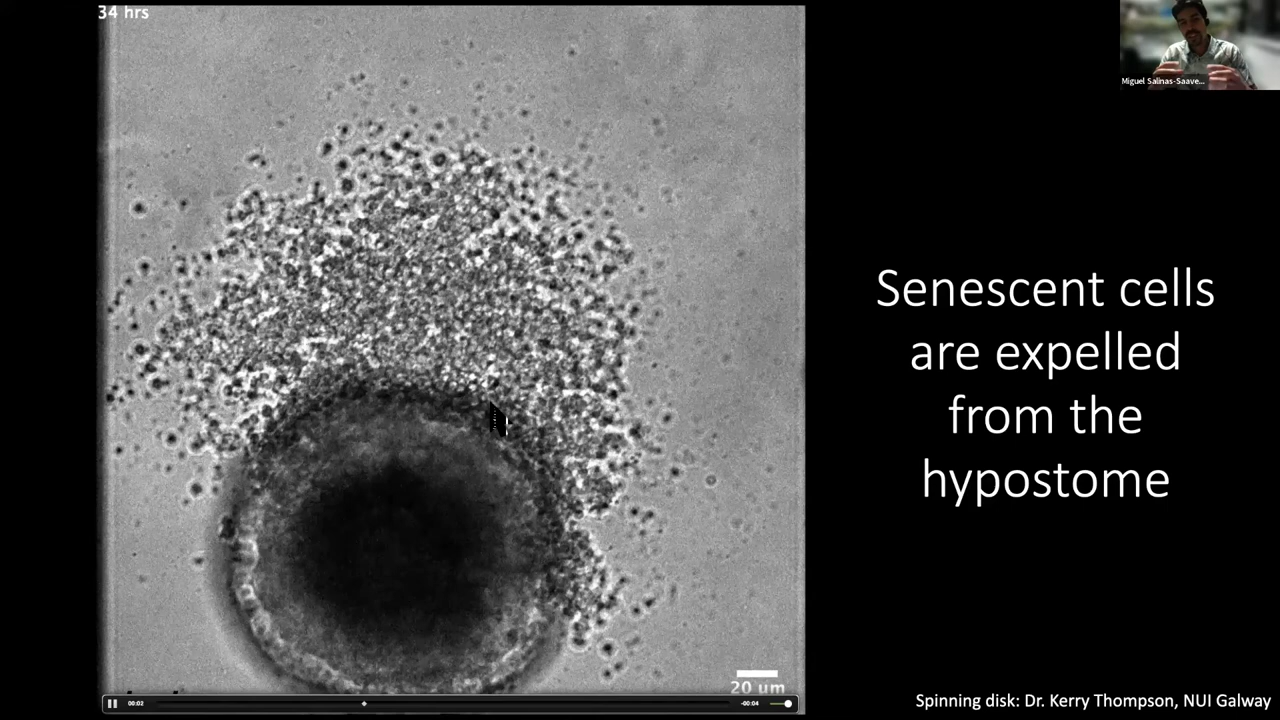 34 hrs
Miguel Salinas-Saave...
Senescent cells
are expelled
from the
hypostome
20 um
00:02
-00:04
Spinning disk: Dr. Kerry Thompson, NUI Galway